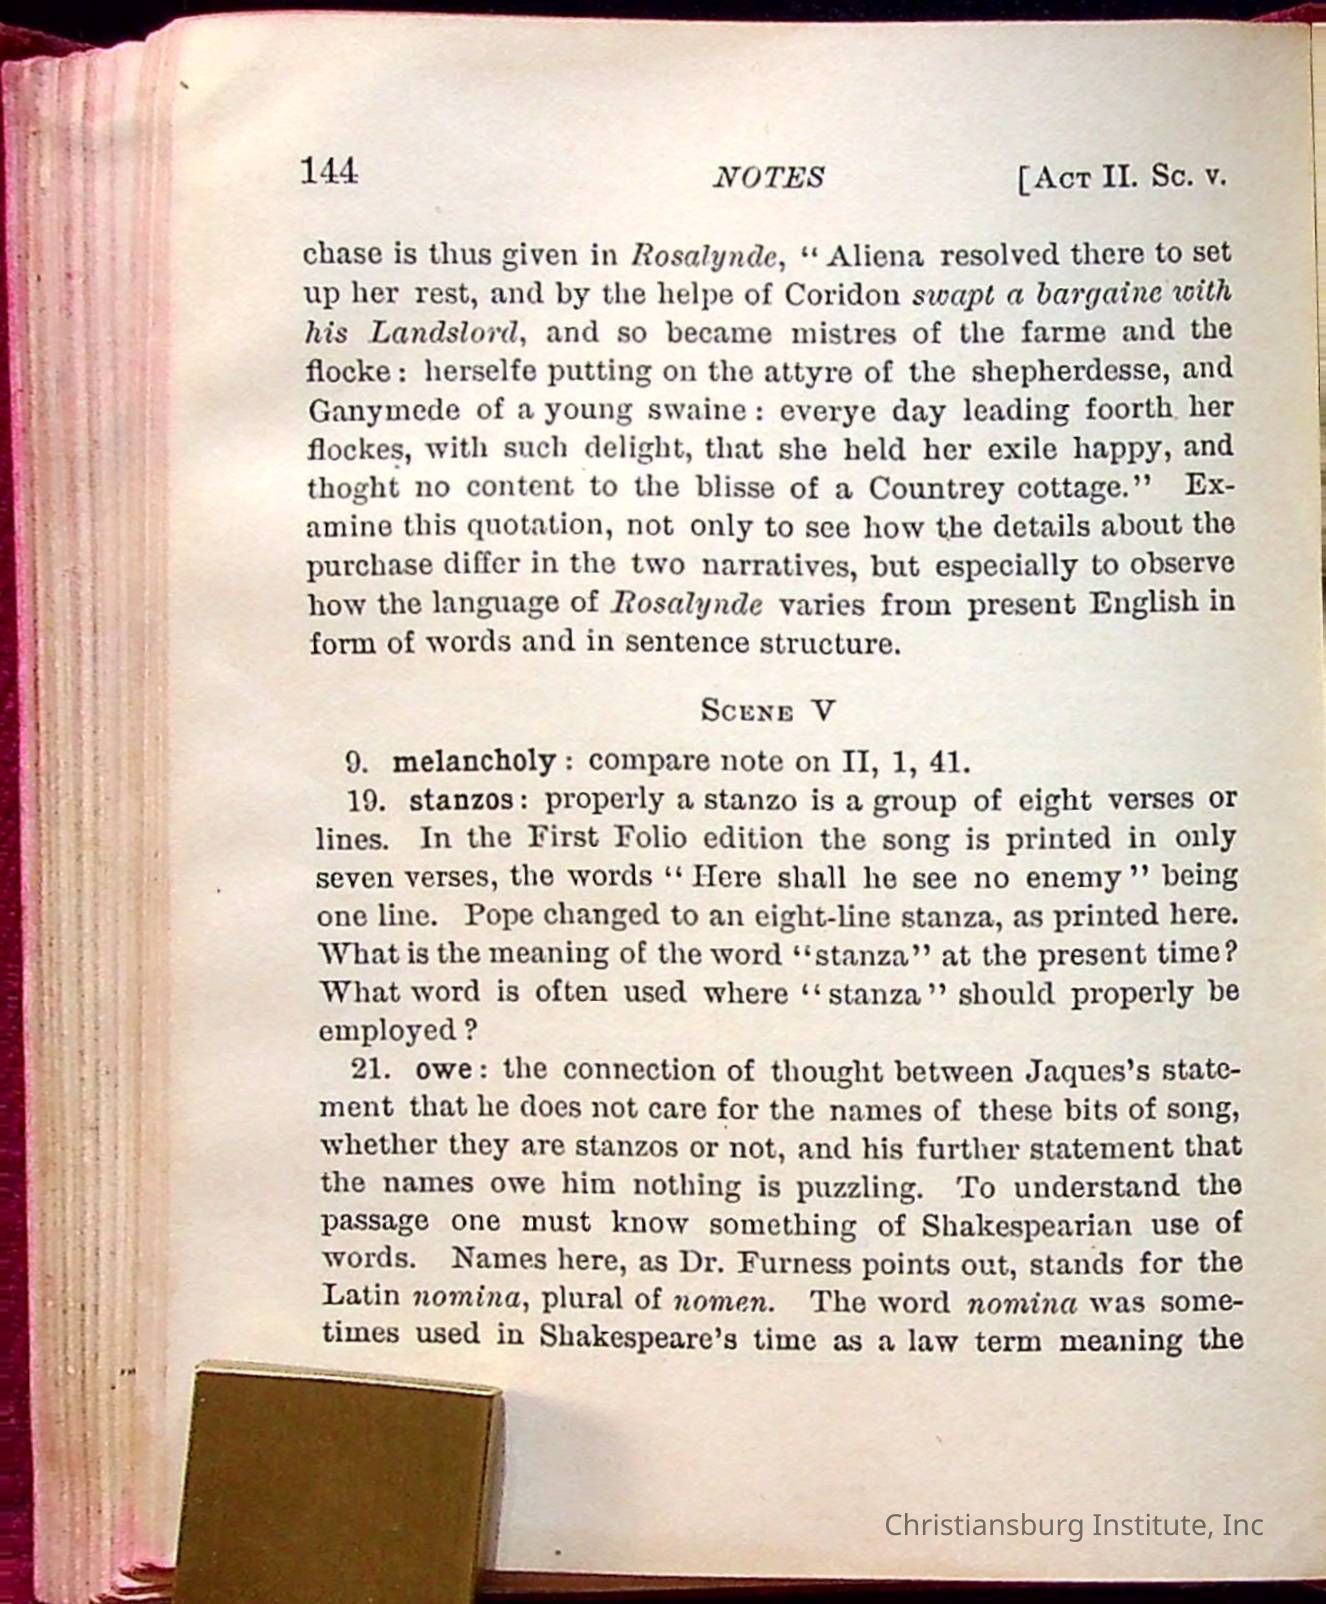 144 NOTES [ACT II. SC. V.
chase is thus given in Rosalynde, “ Aliena resolved there to set
up her rest, and by the helpe of Coridon swapt a bargaine with
his Landslord, and so became mistres of the farme and the
flocke : herselfe putting on the attyre of the shepherdesse, and
Ganymede of a young swaine : everye day leading foorth her
flockes, with such delight, that she held her exile happy, and
thoght no content to the blisse of a Countrey cottage.” Ex-
amine this quotation, not only to see how the details about the
purchase differ in the two narratives, but especially to observe
how the language of Rosalynde varies from present English in
form of words and in sentence structure.
SCENE V
9. melancholy : compare note on II, 1, 41.
19. stanzos : properly a stanzo is a group of eight verses or
lines. In the First Folio edition the song is printed in only
seven verses, the words “ Here shall he see no enemy ” being
one line. Pope changed to an eight-line stanza, as printed here.
What is the meaning of the word “stanza” at the present time?
What word is often used where “ stanza ” should properly be
employed ?
21. owe : the connection of thought between Jaques’s state-
ment that he does not care for the names of these bits of song,
whether they are stanzos or not, and his further statement that
the names owe him nothing is puzzling. To understand the
passage one must know something of Shakespearian use of
words. Names here, as Dr. Furness points out, stands for the
Latin nomina, plural of nomen. The word nomina was some-
times used in Shakespeare’s time as a law term meaning the
Christiansburg Institute, Inc